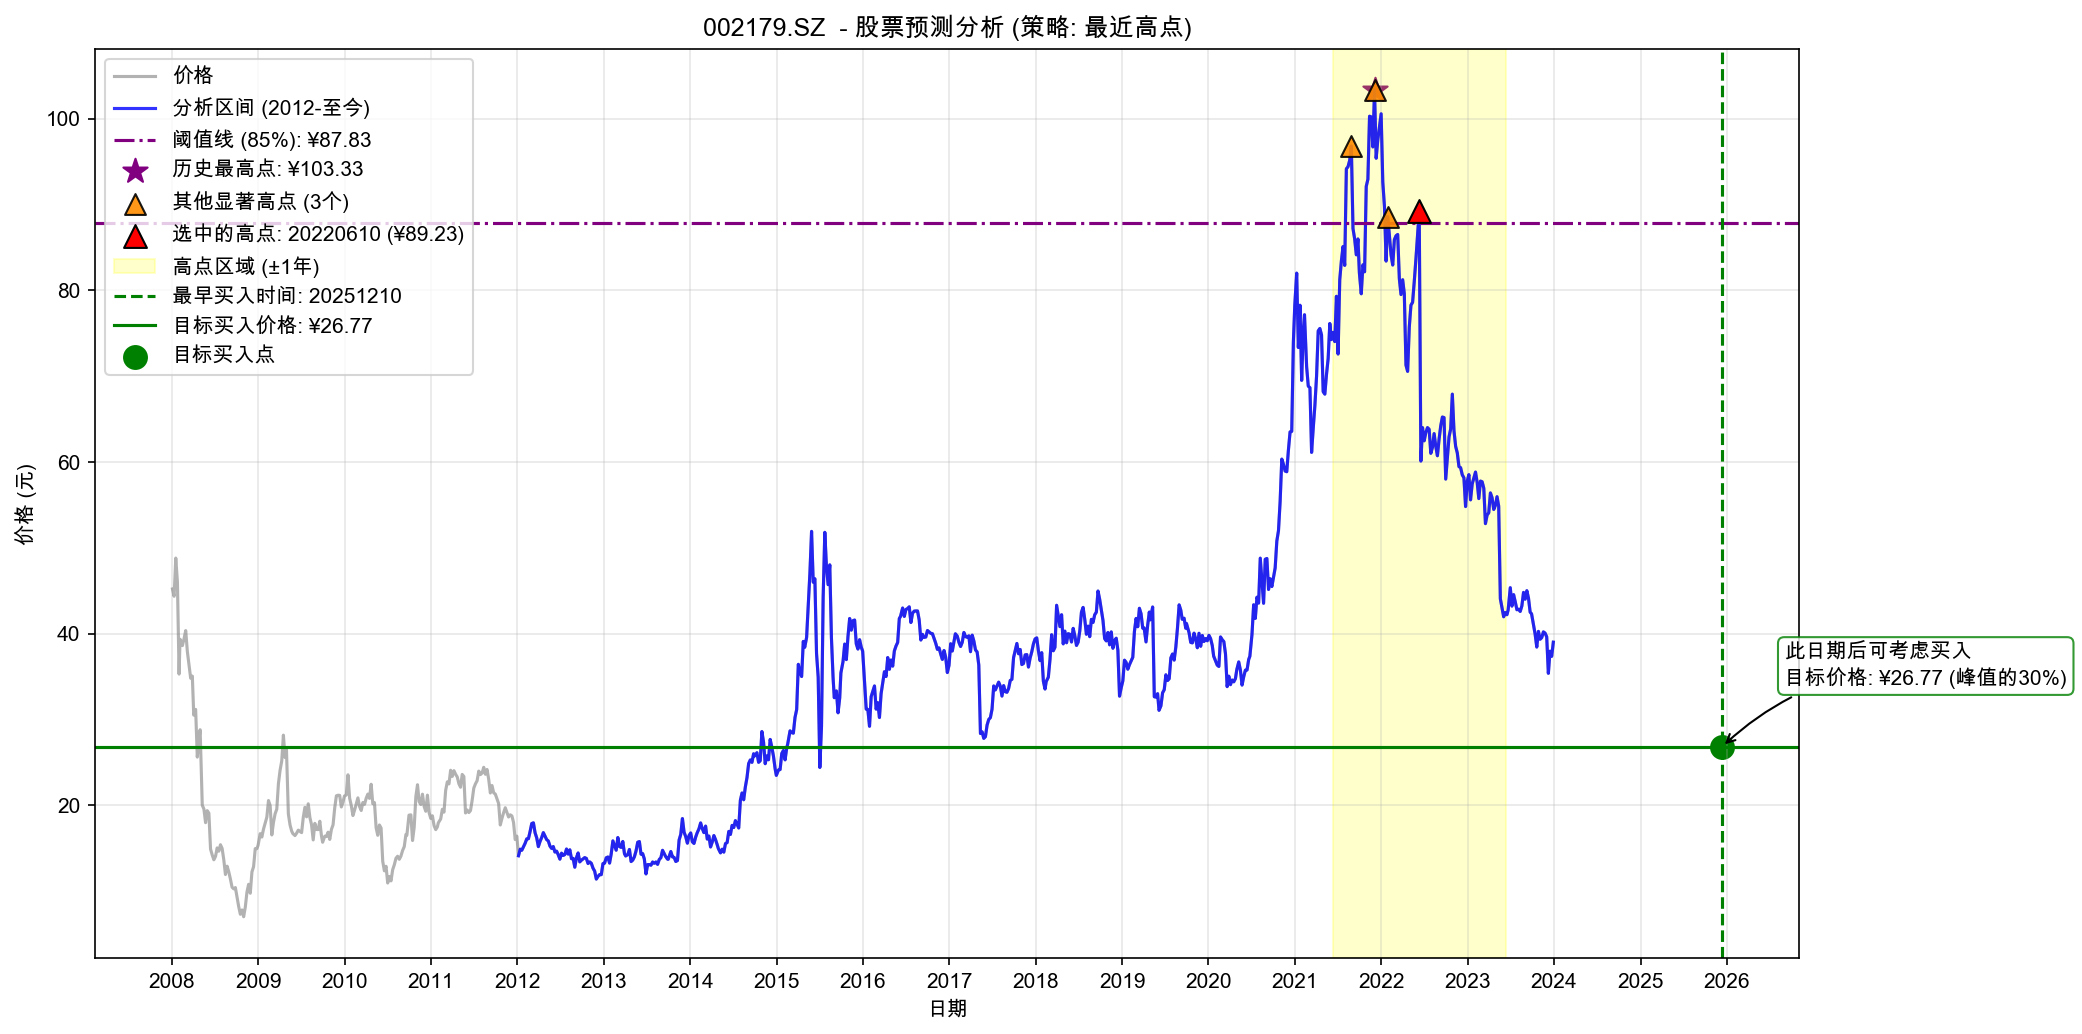 002179.SZ - 股票预测分析 (策略: 最近高点)
价格
分析区间 (2012-至今)
阈值线 (85%): ¥87.83
历史最高点: ¥103.33
其他显著高点 (3个)
选中的高点: 20220610 (¥89.23)
高点区域 (±1年)
最早买入时间: 20251210
目标买入价格: ¥26.77
目标买入点
价格 (元)
100
80
60
40
20
此日期后可考虑买入
目标价格: ¥26.77 (峰值的30%)
2008 2009 2010 2011 2012 2013 2014 2015 2016 2017 2018 2019 2020 2021 2022 2023 2024 2025 2026
日期